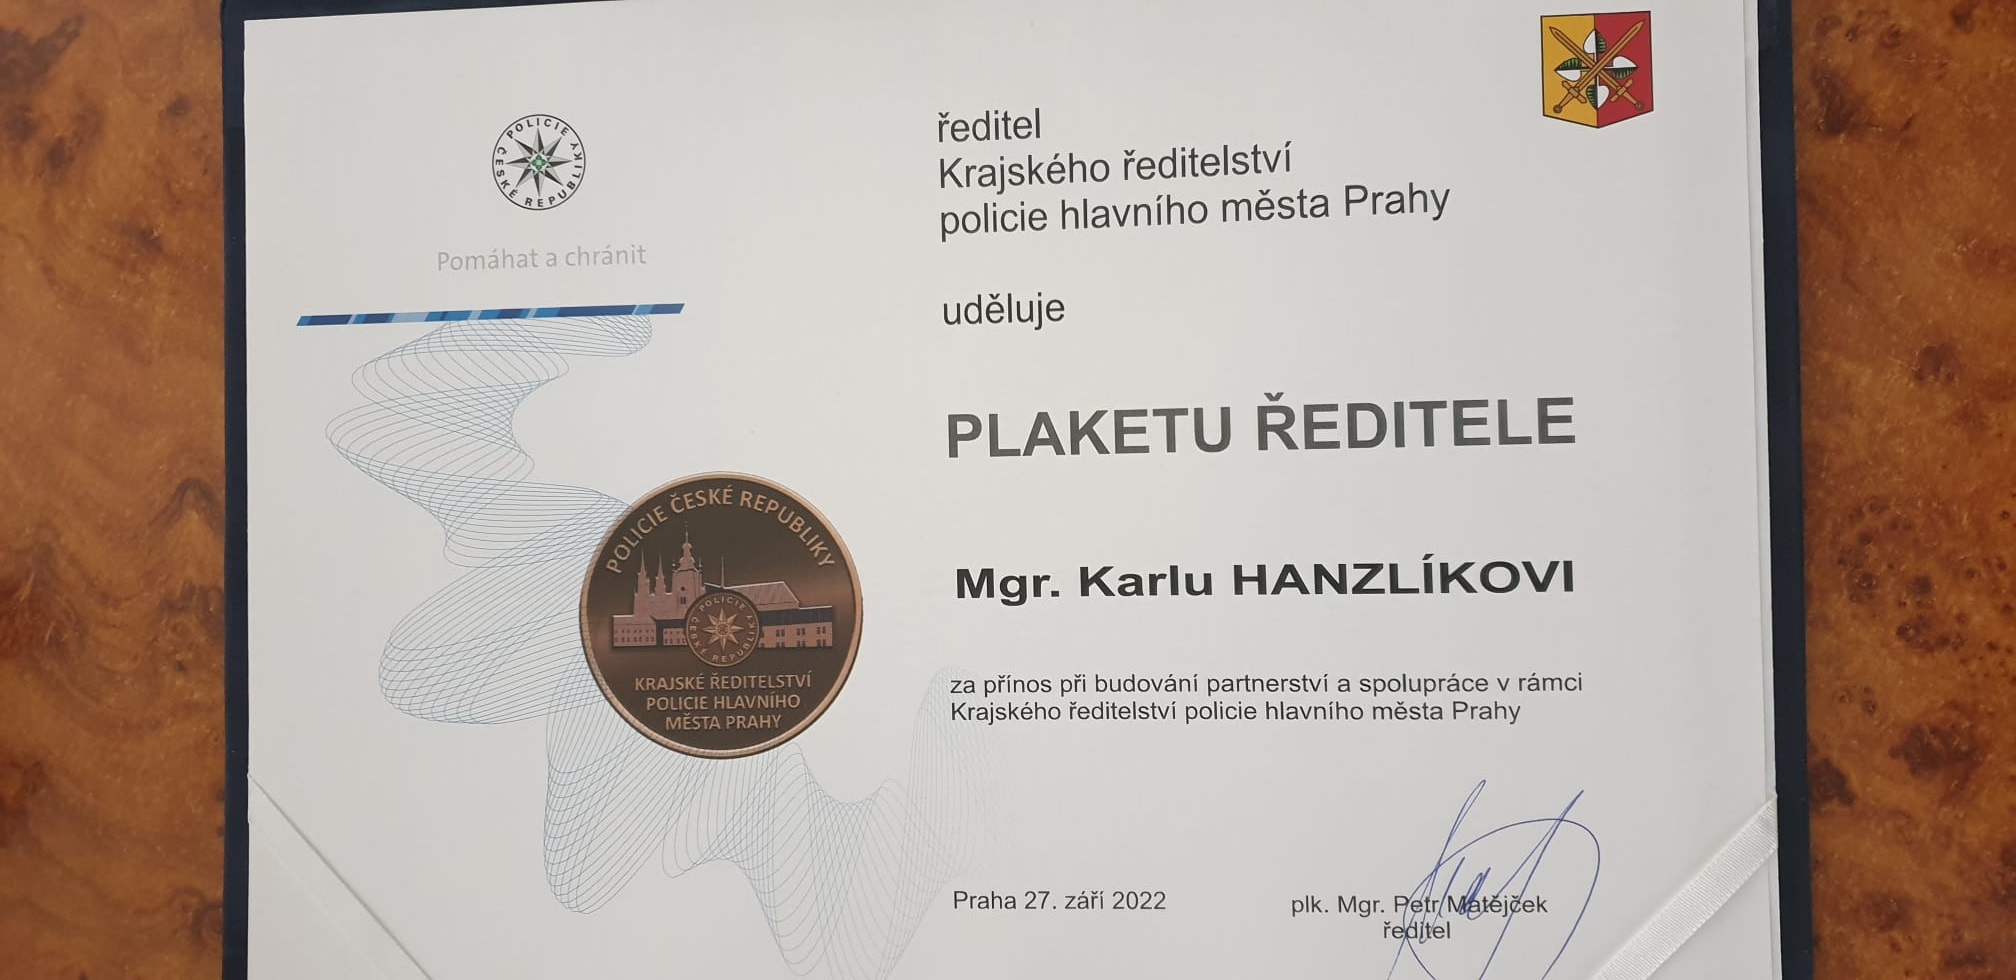 POLICIE
ČESKÉ REPUBLIKY
Pomáhat a chránit
ředitel
Krajského ředitelství
policie hlavního města Prahy
uděluje
PLAKETU ŘEDITELE
Mgr. Karlu HANZLÍKOVI
za přínos při budování partnerství a spolupráce v rámci
Krajského ředitelství policie hlavního města Prahy
POLICIE ČESKÉ REPUBLIKY
POLICIE
ČESKÉ REPUBLIKY
KRAJSKÉ ŘEDITELSTVÍ
POLICIE HLAVNÍHO
MĚSTA PRAHY
Praha 27. září 2022
plk. Mgr. Petr Matějček
ředitel